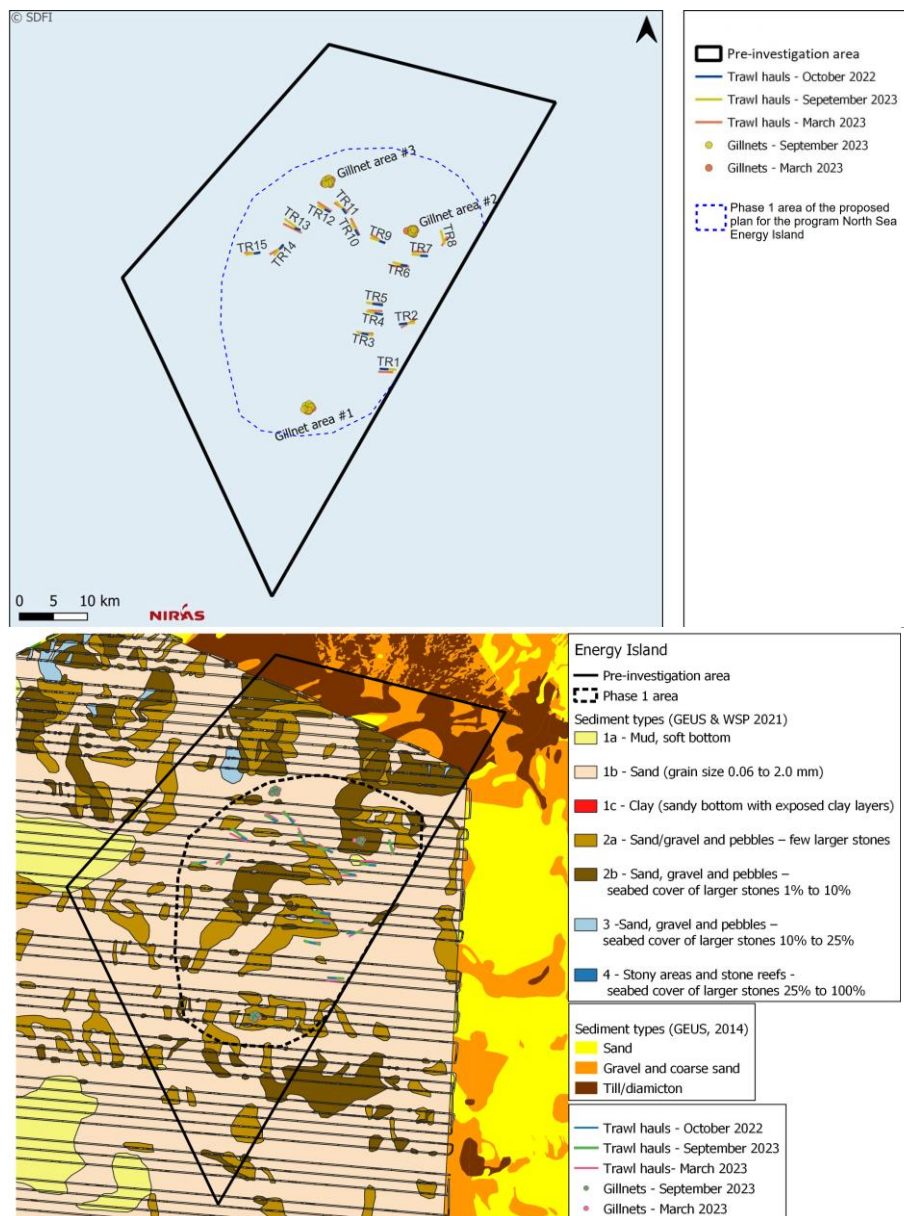 © SDFI
Gillnet area #3
TR11
TR12
TR13
TR10
TR9
Gillnet area #2
TR8
TR7
TR15
TR14
TR6
TR5
TR4
TR2
TR3
TR1
Gillnet area #1
0 5 10 km
NIRAS
Pre-investigation area
Trawl hauls - October 2022
Trawl hauls - Sepetember 2023
Trawl hauls - March 2023
Gillnets - September 2023
Gillnets - March 2023
Phase 1 area of the proposed
plan for the program North Sea
Energy Island
Energy Island
Pre-investigation area
Phase 1 area
Sediment types (GEUS & WSP 2021)
1a - Mud, soft bottom
1b - Sand (grain size 0.06 to 2.0 mm)
1c - Clay (sandy bottom with exposed clay layers)
2a - Sand/gravel and pebbles – few larger stones
2b - Sand, gravel and pebbles –
seabed cover of larger stones 1% to 10%
3 -Sand, gravel and pebbles –
seabed cover of larger stones 10% to 25%
4 - Stony areas and stone reefs -
seabed cover of larger stones 25% to 100%
Sediment types (GEUS, 2014)
Sand
Gravel and coarse sand
Till/diamicton
Trawl hauls - October 2022
Trawl hauls - September 2023
Trawl hauls- March 2023
Gillnets - September 2023
Gillnets - March 2023